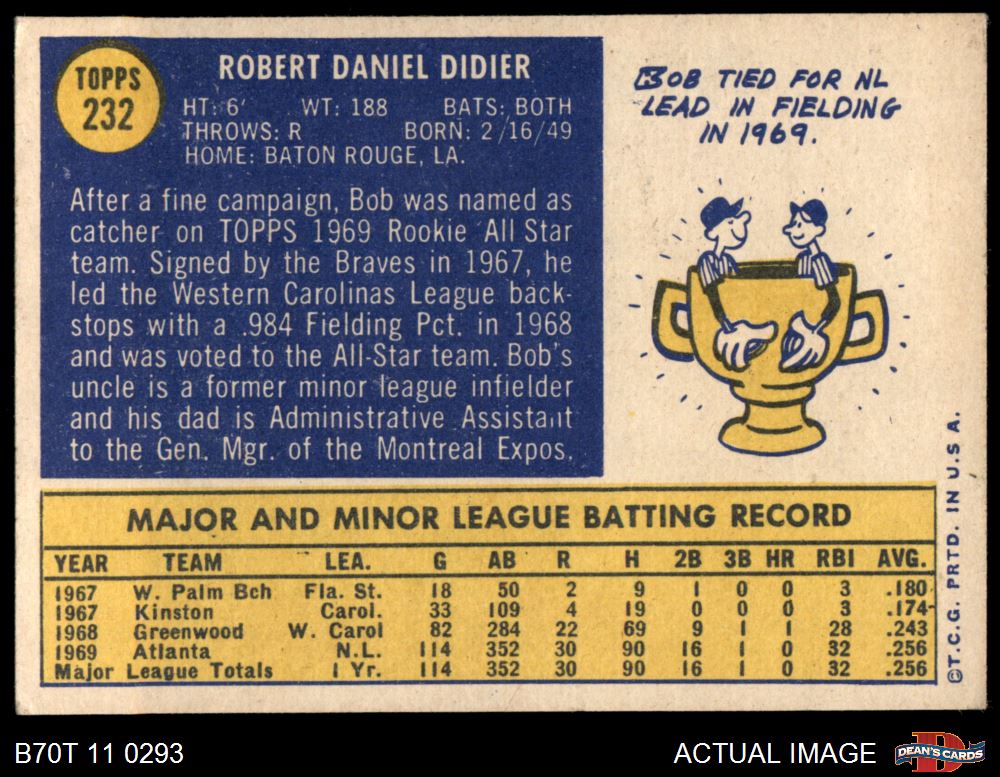 TOPPS
232
ROBERT DANIEL DIDIER
HT: 6' WT: 188 BATS: BOTH
THROWS: R BORN: 2/16/49
HOME: BATON ROUGE, LA.
After a fine campaign, Bob was named as
catcher on TOPPS 1969 Rookie All Star
team. Signed by the Braves in 1967, he
led the Western Carolinas League back-
stops with a .984 Fielding Pct. in 1968
and was voted to the All-Star team. Bob's
uncle is a former minor league infielder
and his dad is Administrative Assistant
to the Gen. Mgr. of the Montreal Expos.
BOB TIED FOR NL
LEAD IN FIELDING
IN 1969.
MAJOR AND MINOR LEAGUE BATTING RECORD
YEAR TEAM LEA. G AB R H 2B 3B HR RBI AVG.
1967 W. Palm Bch Fla. St. 18 50 2 9 1 0 0 3 .180
1967 Kinston Carol. 33 109 4 19 0 0 0 3 .174
1968 Greenwood W. Carol 82 284 22 69 9 1 1 28 .243
1969 Atlanta N.L. 114 352 30 90 16 1 0 32 .256
Major League Totals 1 Yr. 114 352 30 90 16 1 0 32 .256
©T.C.G. PRTD. IN U.S.A.
B70T 11 0293
ACTUAL IMAGE
D
DEAN'S CARDS